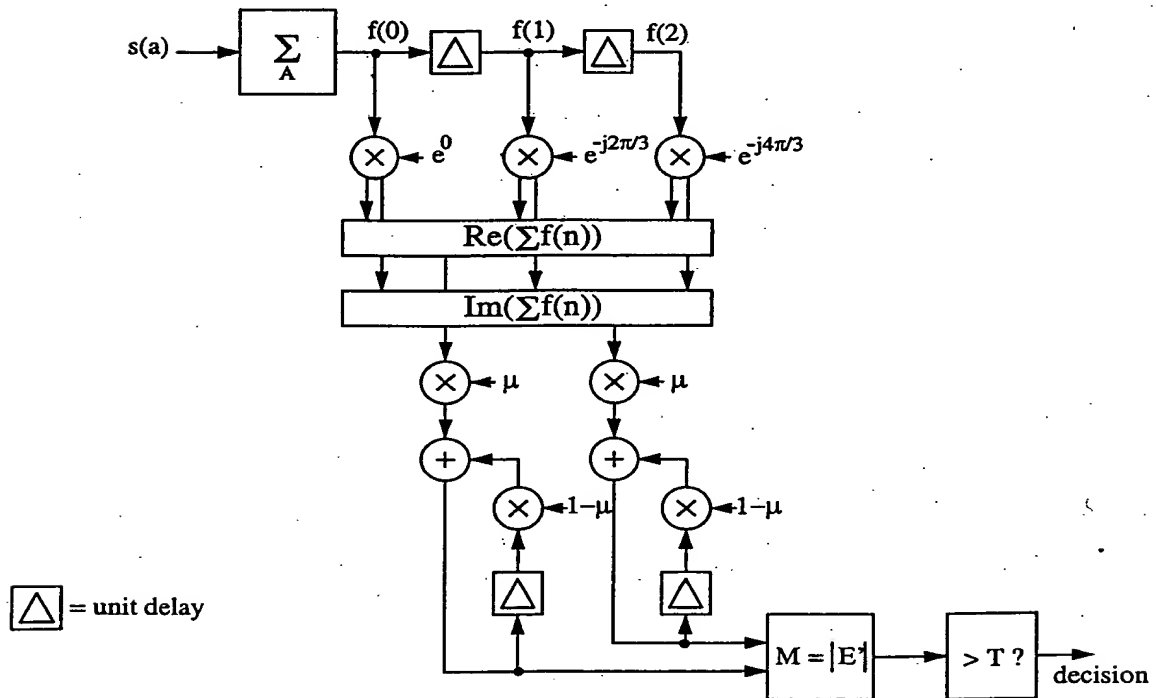 f(0) f(1) f(2)
s(a)
Σ
A
△ △
× e^0 × e^-j2π/3 × e^-j4π/3
Re(Σf(n))
Im(Σf(n))
× μ × μ
+ +
× 1−μ × 1−μ
△ △
△ = unit delay
M = |E'| > T ?
decision